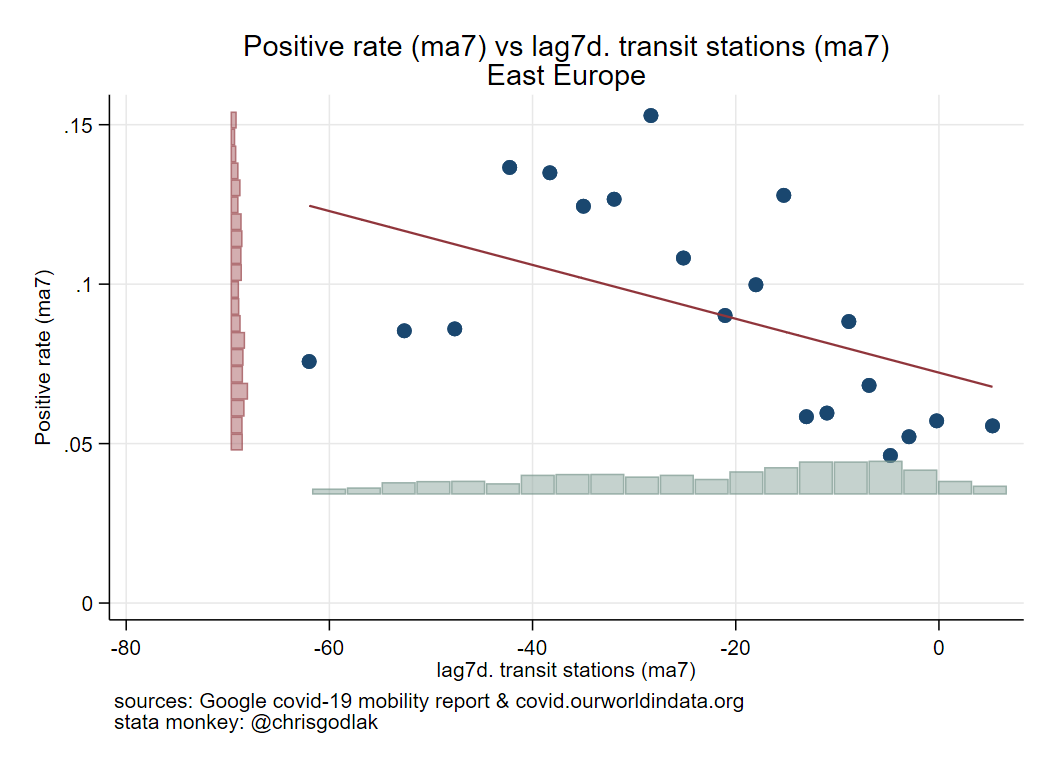 Positive rate (ma7) vs lag7d. transit stations (ma7)
East Europe
.15
.1
.05
0
Positive rate (ma7)
-80 -60 -40 -20 0
lag7d. transit stations (ma7)
sources: Google covid-19 mobility report & covid.ourworldindata.org
stata monkey: @chrisgodlak